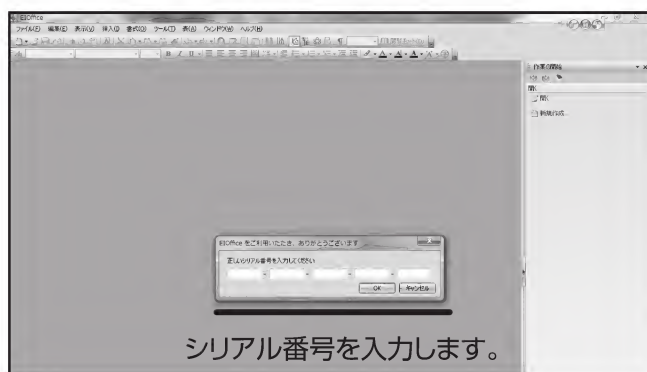 EIOffice
ファイル(F) 編集(E) 表示(V) 挿入(I) 書式(O) ツール(T) 表(A) ウィンドウ(W) ヘルプ(H)
作業の開始
開く
開く
新規作成...
EIOffice をご利用いただき、ありがとうございます
正しいシリアル番号を入力してください
- - - -
OK キャンセル
シリアル番号を入力します。